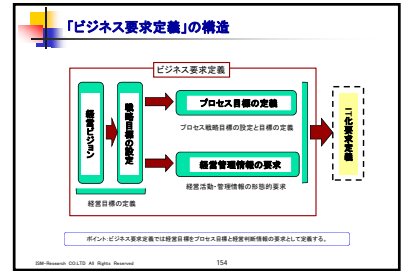 「ビジネス要求定義」の構造
ビジネス要求定義
経営ビジョン
戦略目標の設定
プロセス目標の定義
プロセス戦略目標の設定と目標の定義
経営管理情報の要求
経営活動・管理情報の形態的要求
経営目標の定義
IT化要求定義
ポイント:ビジネス要求定義では経営目標をプロセス目標と経営判断情報の要求として定義する。
ISM-Research CO.LTD All Rights Reserved
154